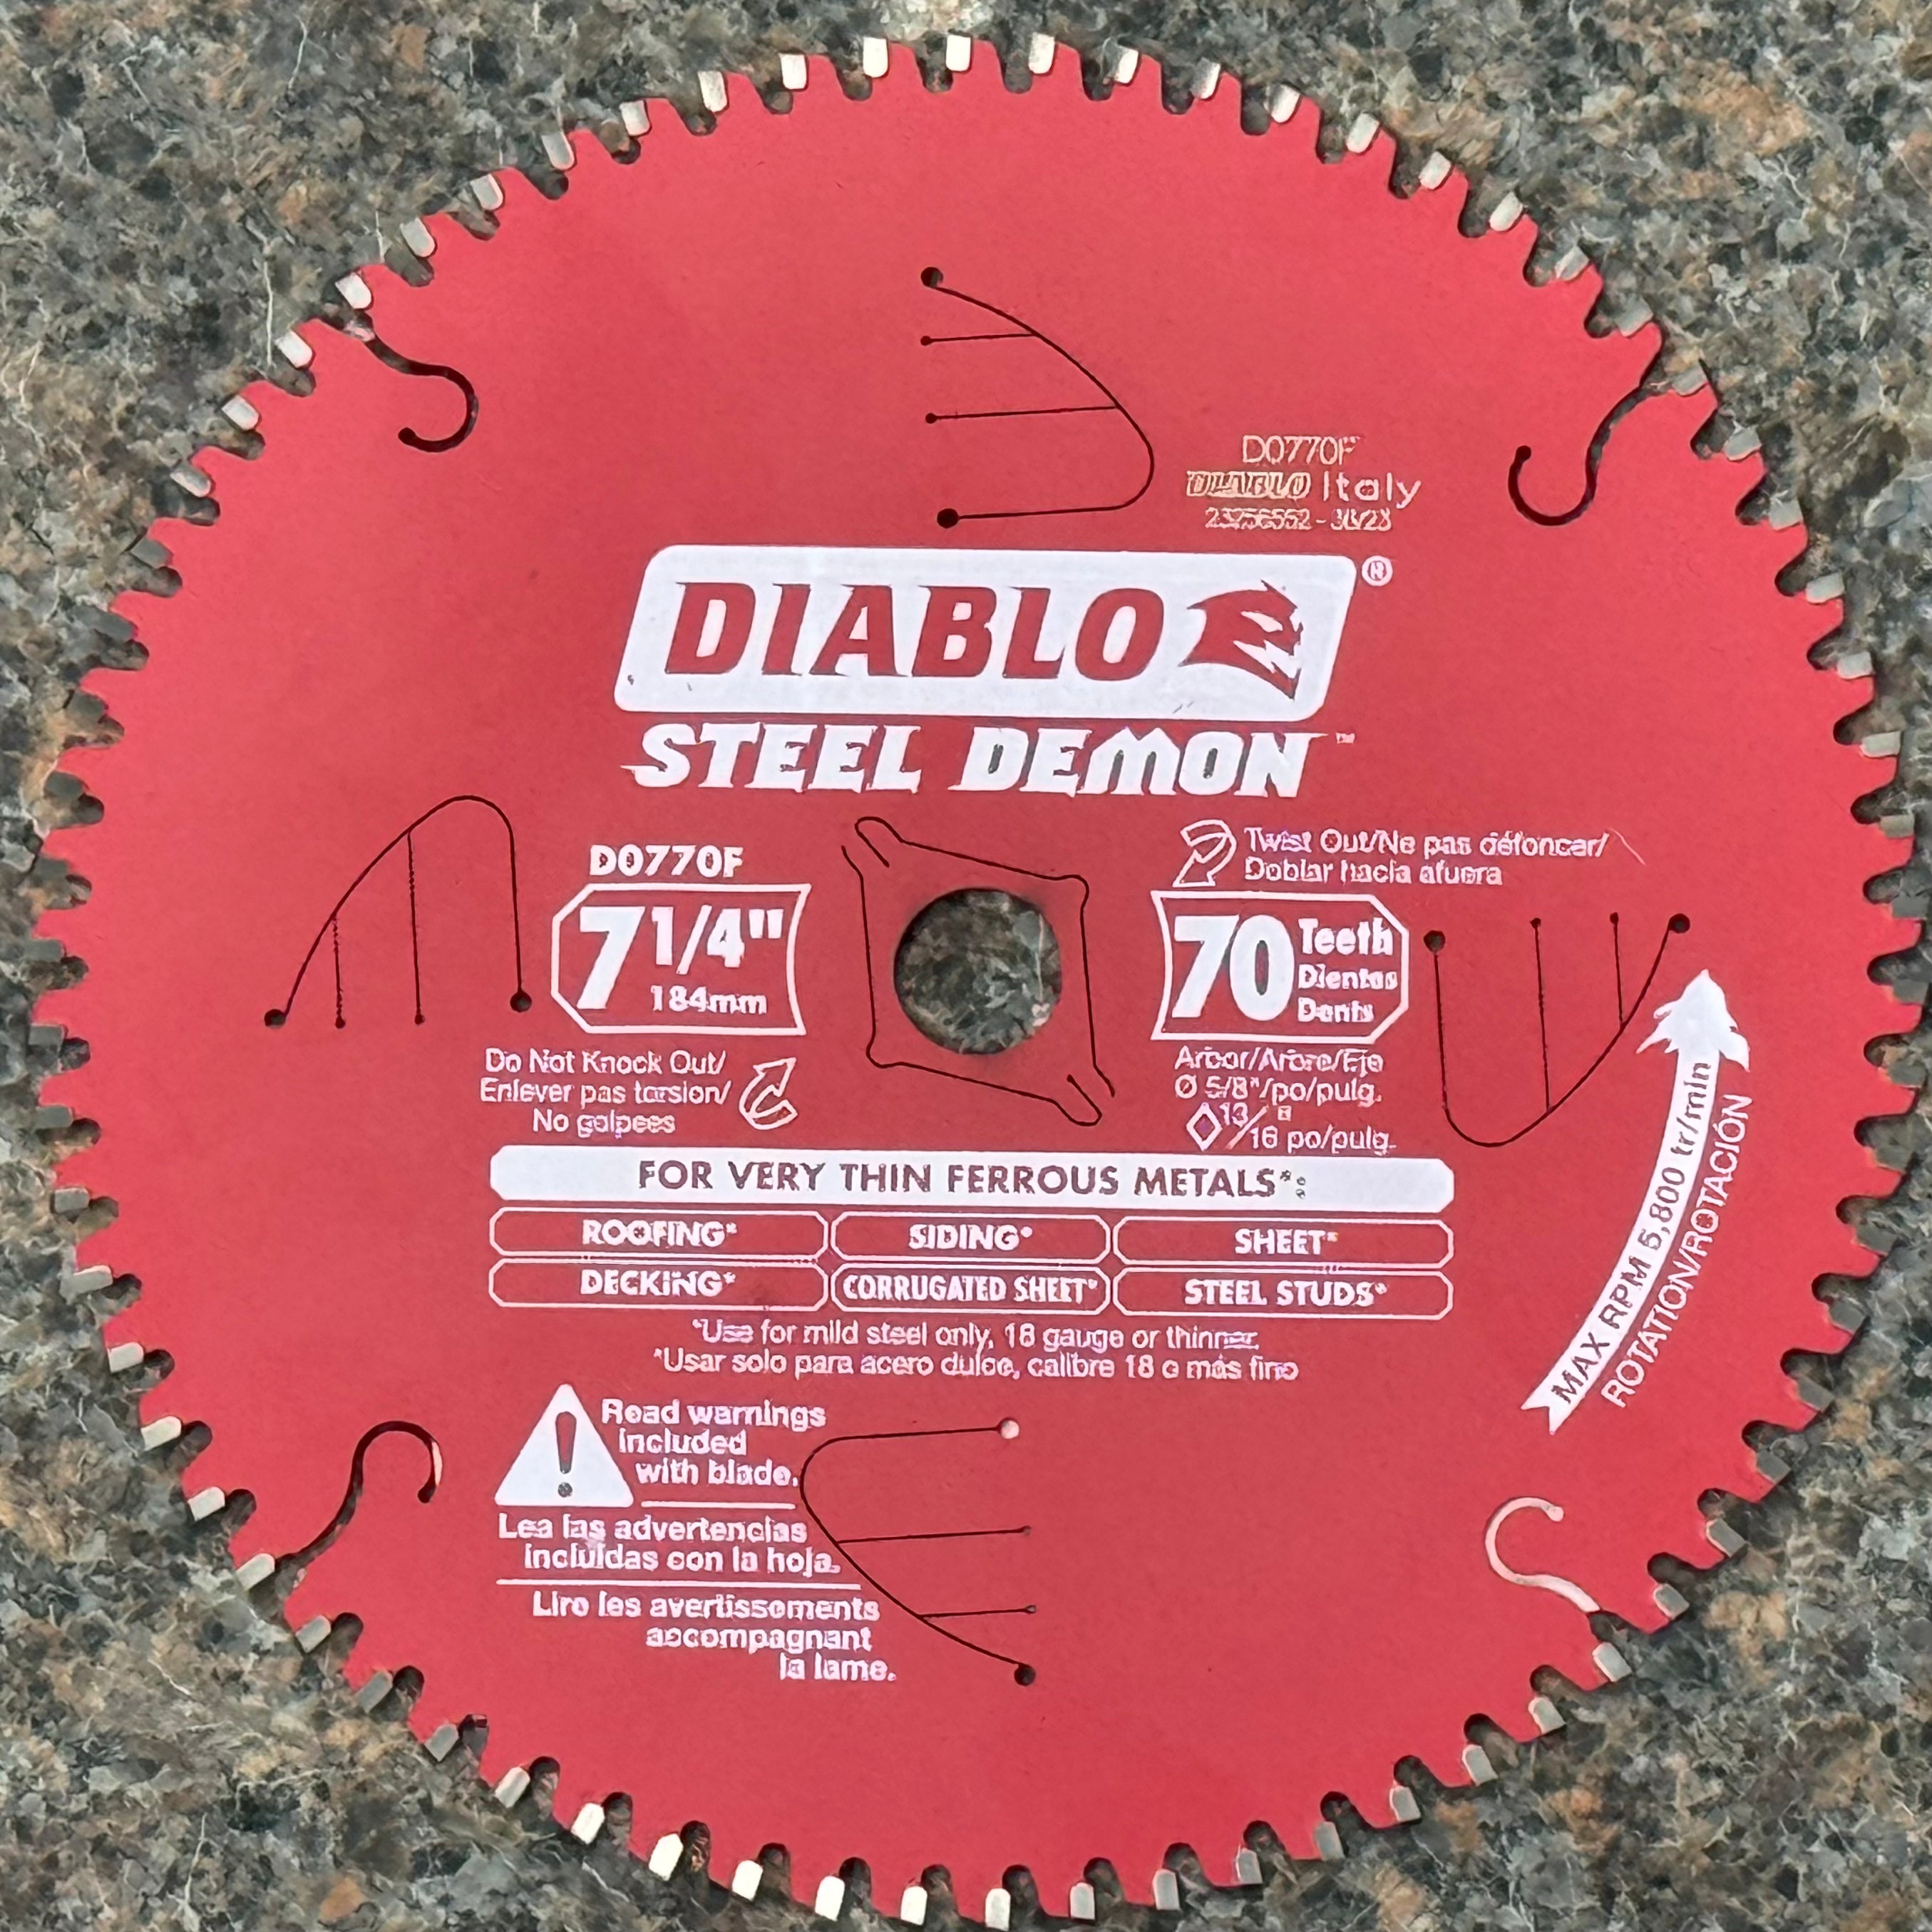 D0770F
DIABLO Italy
DIABLO®
STEEL DEMON™
D0770F
7 1/4"
184mm
Do Not Knock Out/
Enlever pas torsion/
No golpees
Twist Out/Ne pas défoncer/
Doblar hacia afuera
70 Teeth
Dientes
Dents
Arbor/Arbre/Eje
Ø 5/8"/po/pulg.
13/16" po/pulg.
FOR VERY THIN FERROUS METALS*:
ROOFING* SIDING* SHEET*
DECKING* CORRUGATED SHEET* STEEL STUDS*
*Use for mild steel only, 18 gauge or thinner.
*Usar solo para acero dulce, calibre 18 o más fino
MAX RPM 5,800 tr/min
ROTATION/ROTACIÓN
Read warnings
included
with blade.
Lea las advertencias
incluidas con la hoja.
Lire les avertissements
accompagnant
la lame.